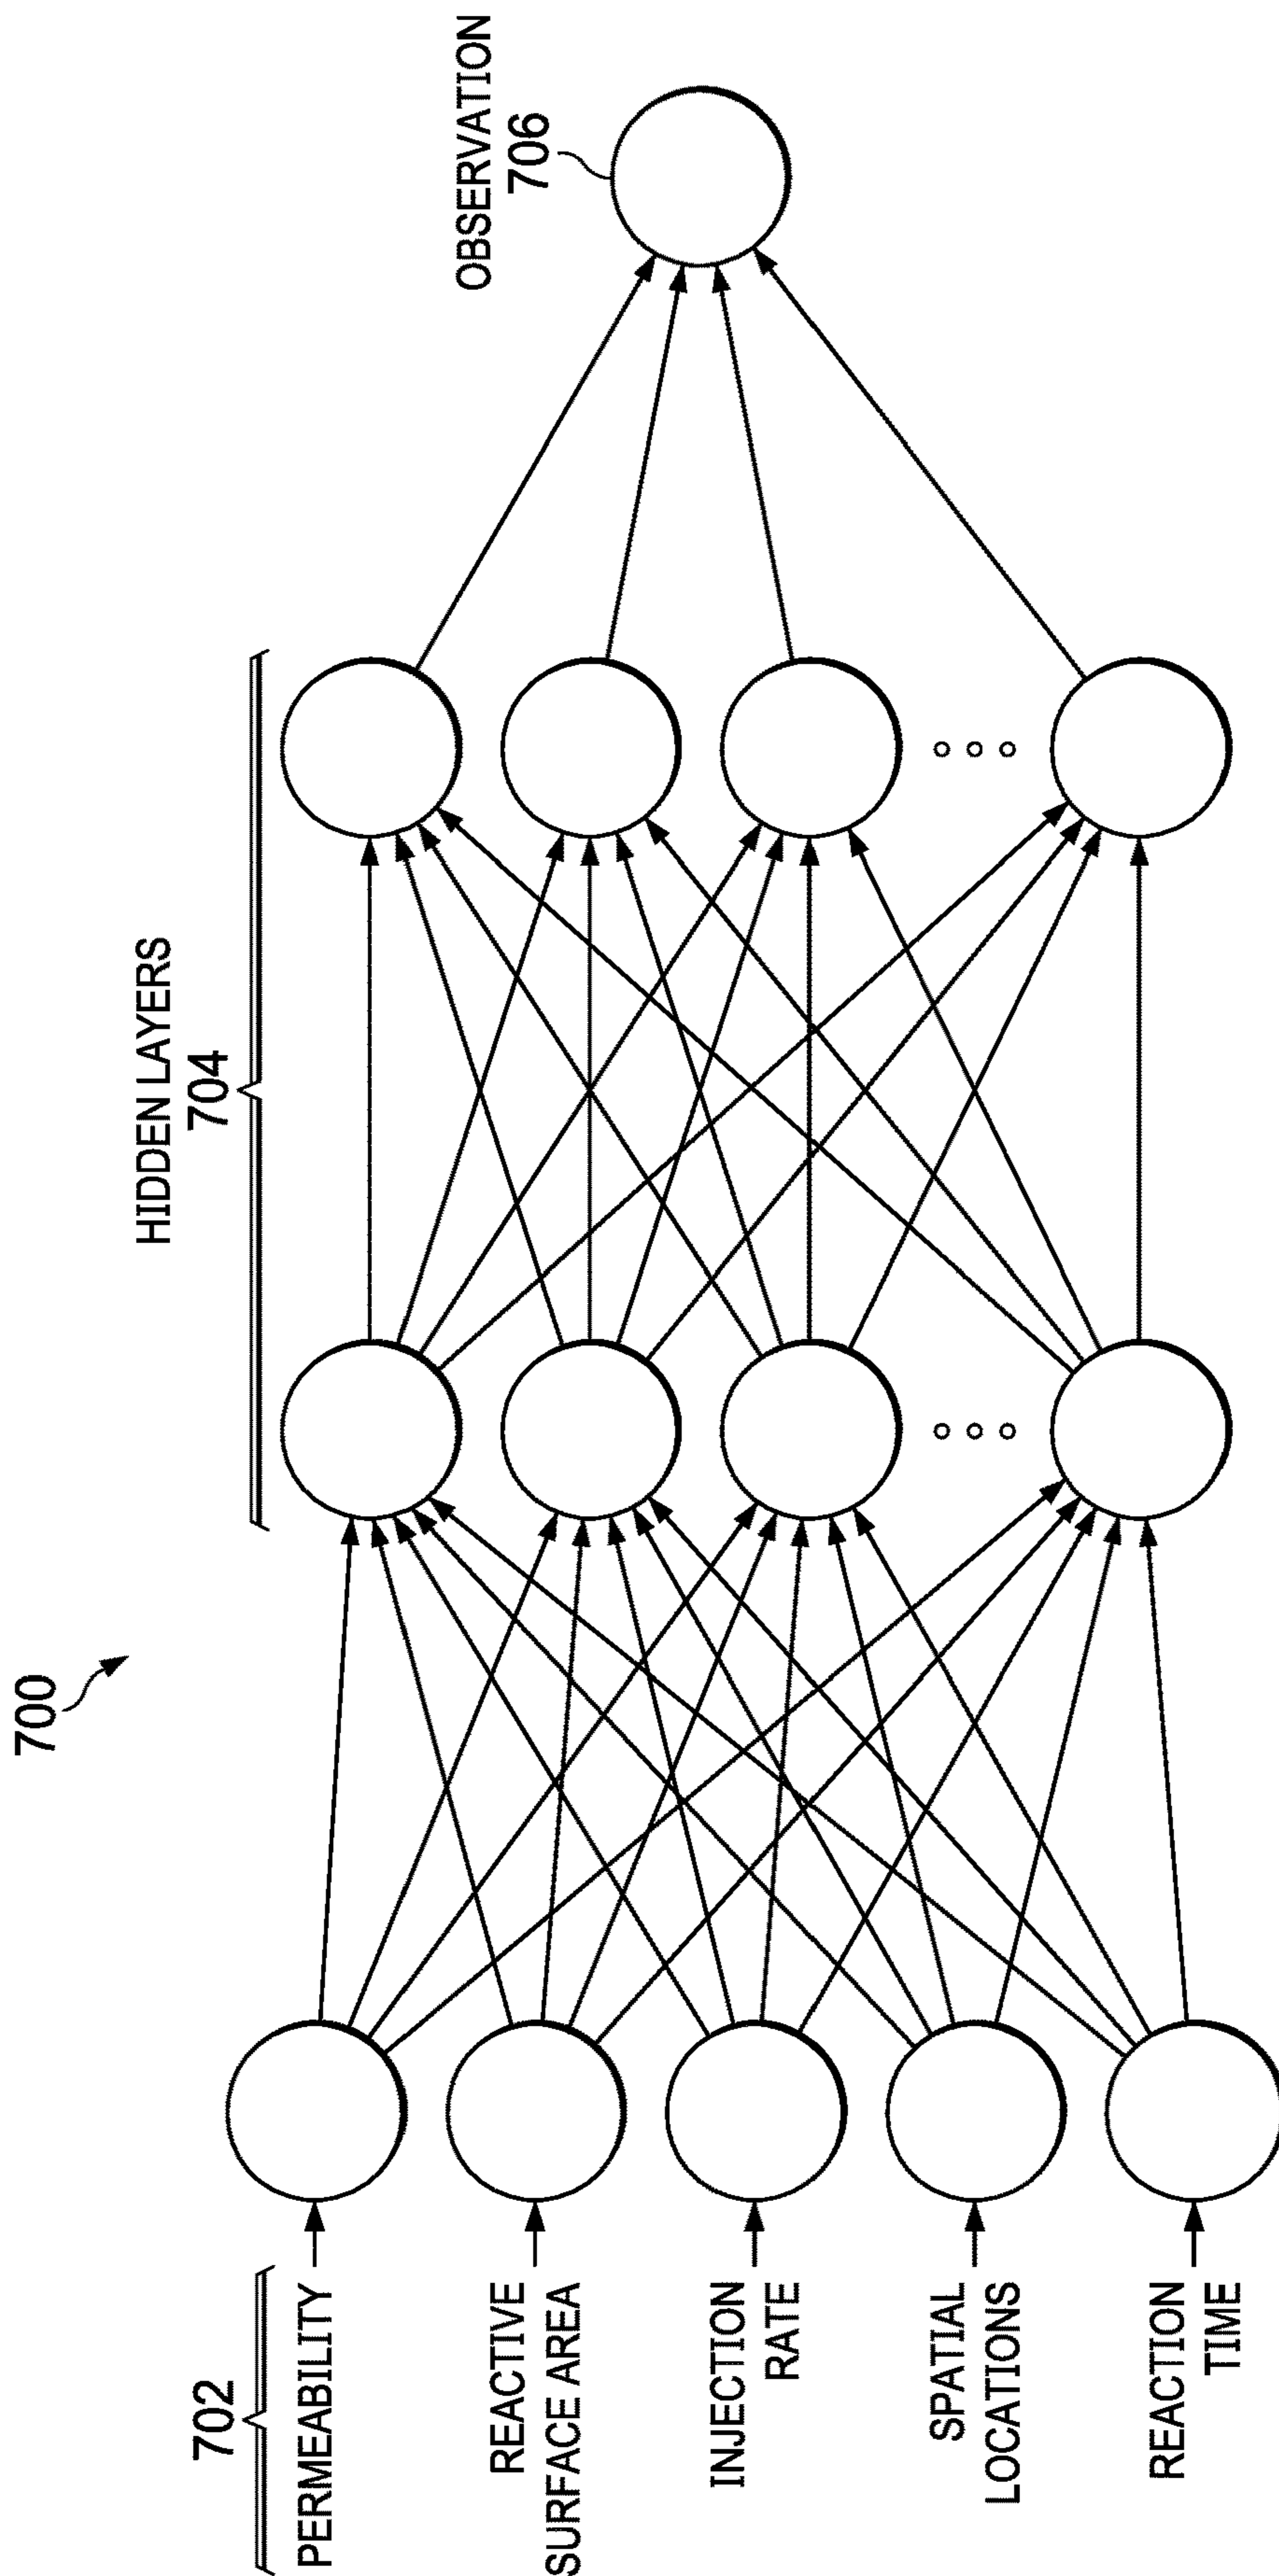 700
702
PERMEABILITY
REACTIVE
SURFACE AREA
INJECTION
RATE
SPATIAL
LOCATIONS
REACTION
TIME
HIDDEN LAYERS
704
OBSERVATION
706